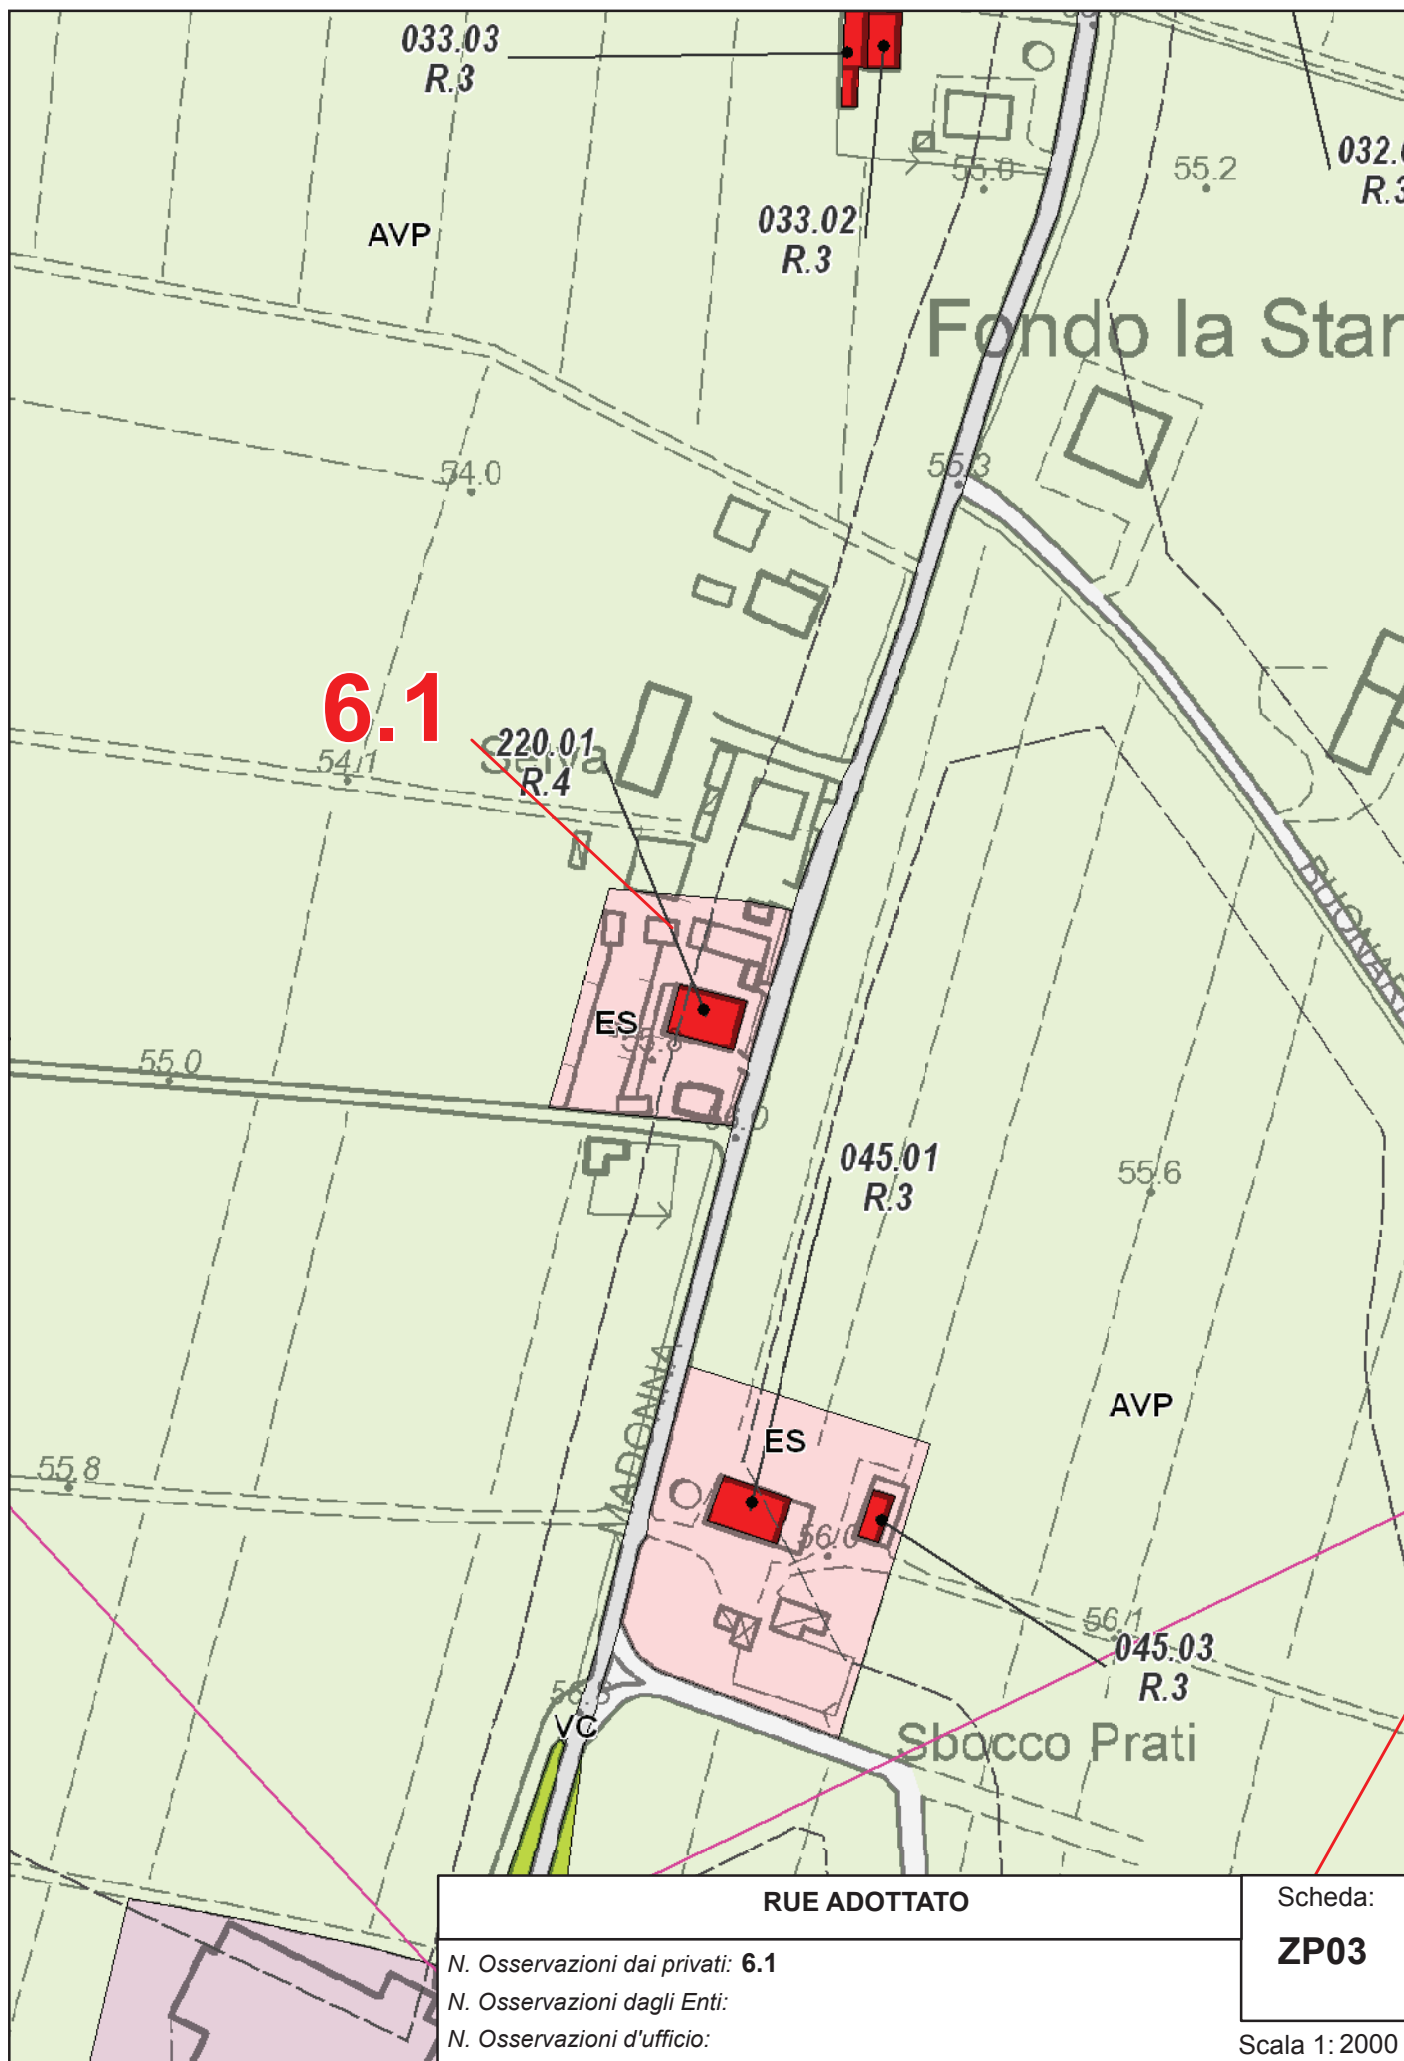 033.03
R.3
55.0
55.2
R.3
033.02
R.3
AVP
Fondo la Star
55.3
54.0
6.1
220.01
R.4
Selva
54.1
ES
55.0
045.01
R.3
55.6
MADONNA
AVP
ES
55.8
56.0
56.1
045.03
R.3
VC
Sbocco Prati
RUE ADOTTATO
Scheda:
ZP03
N. Osservazioni dai privati: 6.1
N. Osservazioni dagli Enti:
N. Osservazioni d'ufficio:
Scala 1: 2000